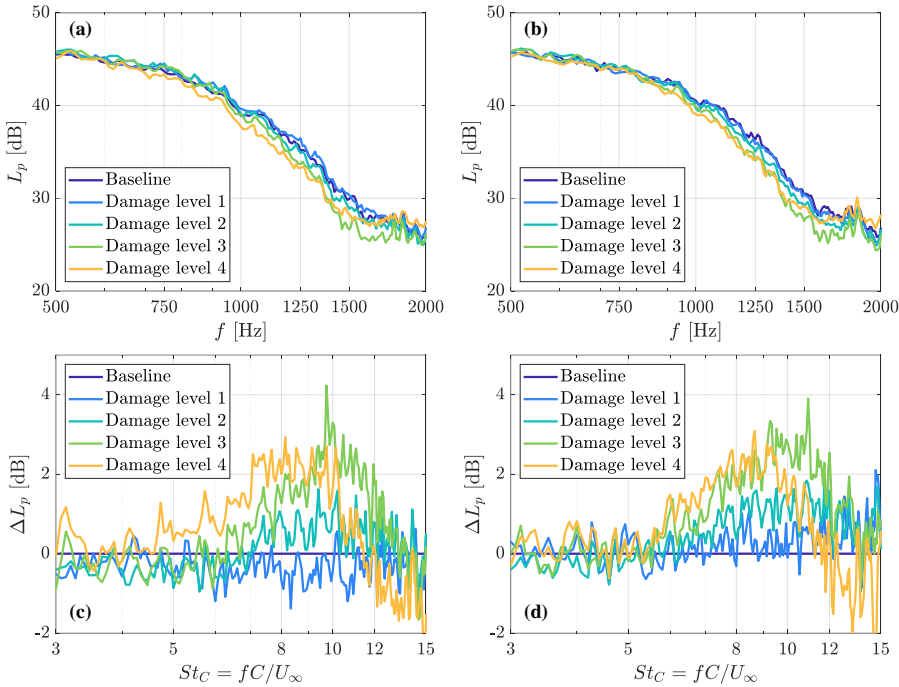 50
40
30
20
(a)
Baseline
Damage level 1
Damage level 2
Damage level 3
Damage level 4
500
750
1000
1250
1500
2000
f [Hz]
L_p [dB]
50
40
30
20
(b)
Baseline
Damage level 1
Damage level 2
Damage level 3
Damage level 4
500
750
1000
1250
1500
2000
f [Hz]
L_p [dB]
4
2
0
-2
Baseline
Damage level 1
Damage level 2
Damage level 3
Damage level 4
(c)
3
5
8
10
12
15
St_C = fC/U_∞
ΔL_p [dB]
4
2
0
-2
Baseline
Damage level 1
Damage level 2
Damage level 3
Damage level 4
(d)
3
5
8
10
12
15
St_C = fC/U_∞
ΔL_p [dB]